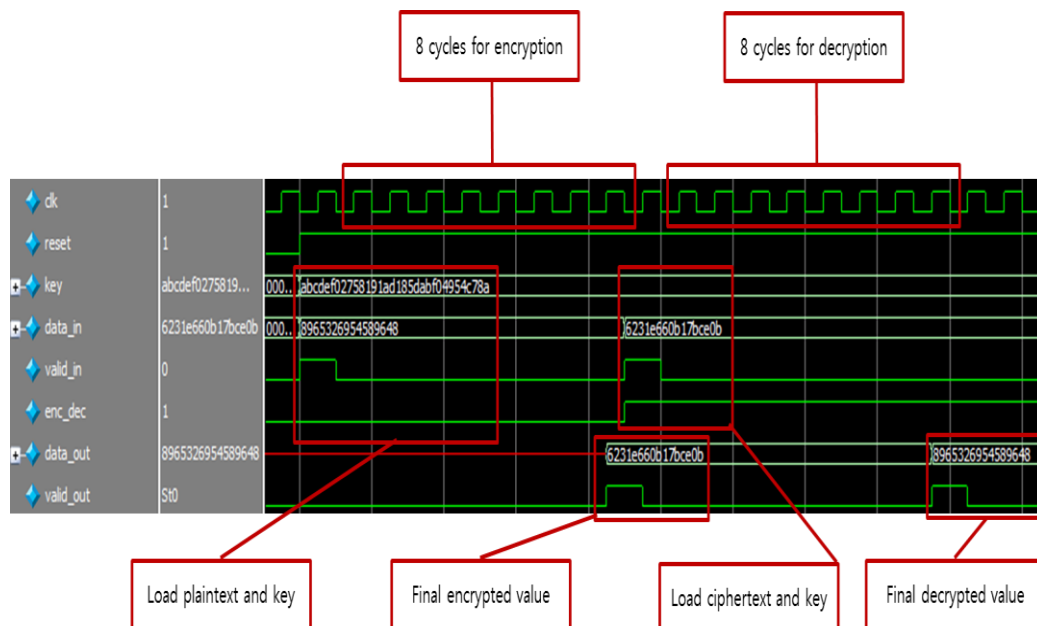 8 cycles for encryption
8 cycles for decryption
clk 1
reset 1
key abcdef0275819... 000... abcdef02758191ad185dabf04954c78a
data_in 6231e660b17bce0b 000... 8965326954589648 6231e660b17bce0b
valid_in 0
enc_dec 1
data_out 8965326954589648 6231e660b17bce0b 8965326954589648
valid_out St0
Load plaintext and key
Final encrypted value
Load ciphertext and key
Final decrypted value